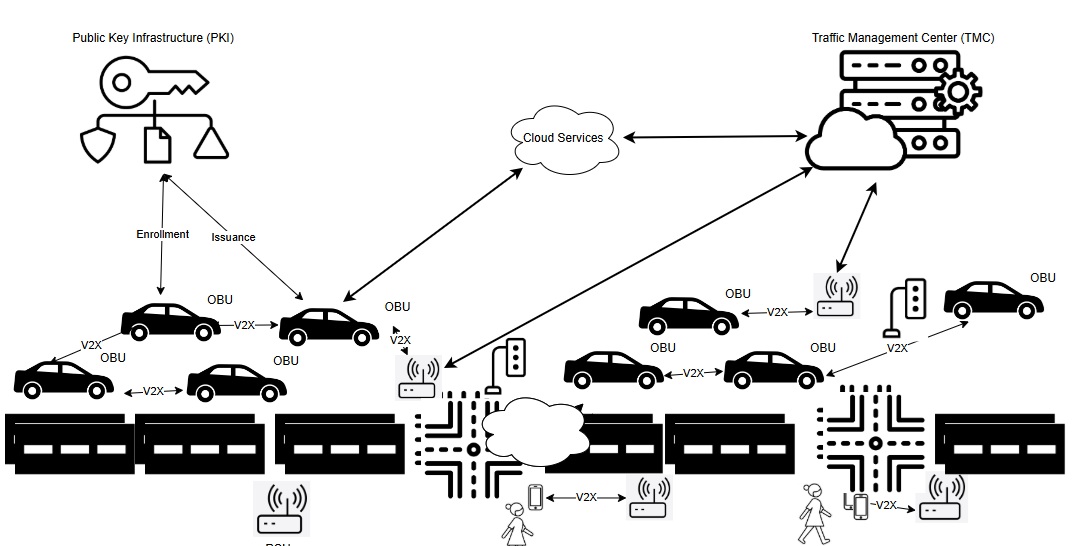 Public Key Infrastructure (PKI)
Traffic Management Center (TMC)
Cloud Services
Enrollment
Issuance
OBU
OBU
OBU
OBU
V2X
OBU
OBU
V2X
V2X
V2X
OBU
OBU
V2X
V2X
V2X
V2X
V2X